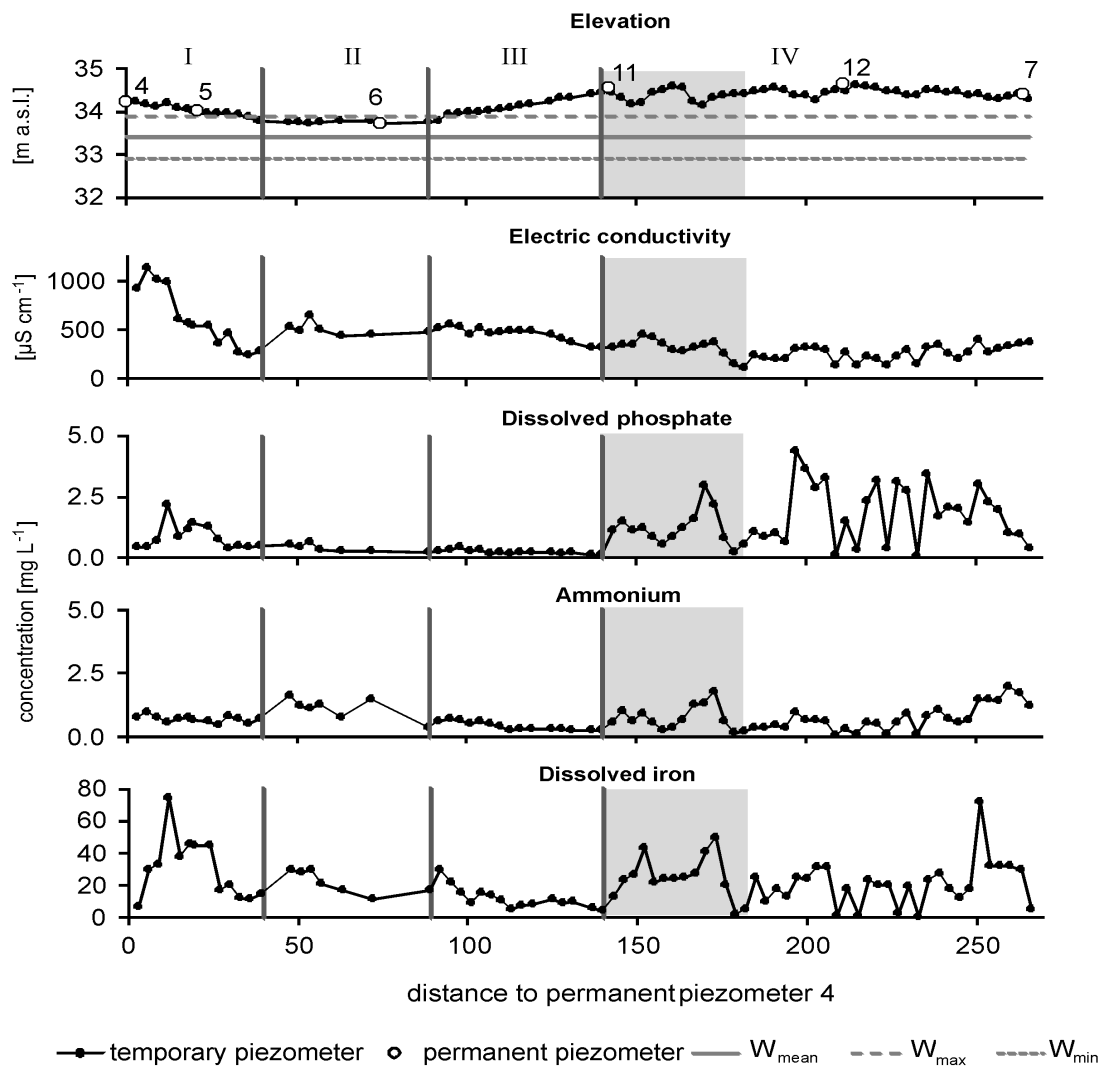 Elevation
I II III IV
[m a.s.l.]
35
34
33
32
4 5 6 11 12 7
Electric conductivity
[µS cm⁻¹]
1000
500
0
Dissolved phosphate
5.0
2.5
0.0
concentration [mg L⁻¹]
Ammonium
5.0
2.5
0.0
Dissolved iron
80
60
40
20
0
0 50 100 150 200 250
distance to permanent piezometer 4
temporary piezometer permanent piezometer Wmean Wmax Wmin